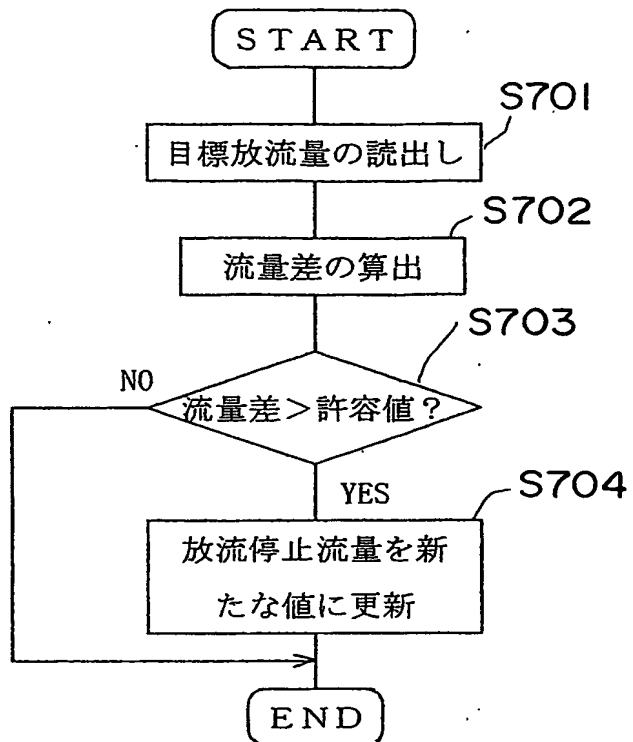 START
S701
目標放流量の読出し
S702
流量差の算出
S703
NO
流量差>許容値?
YES
S704
放流停止流量を新
たな値に更新
END